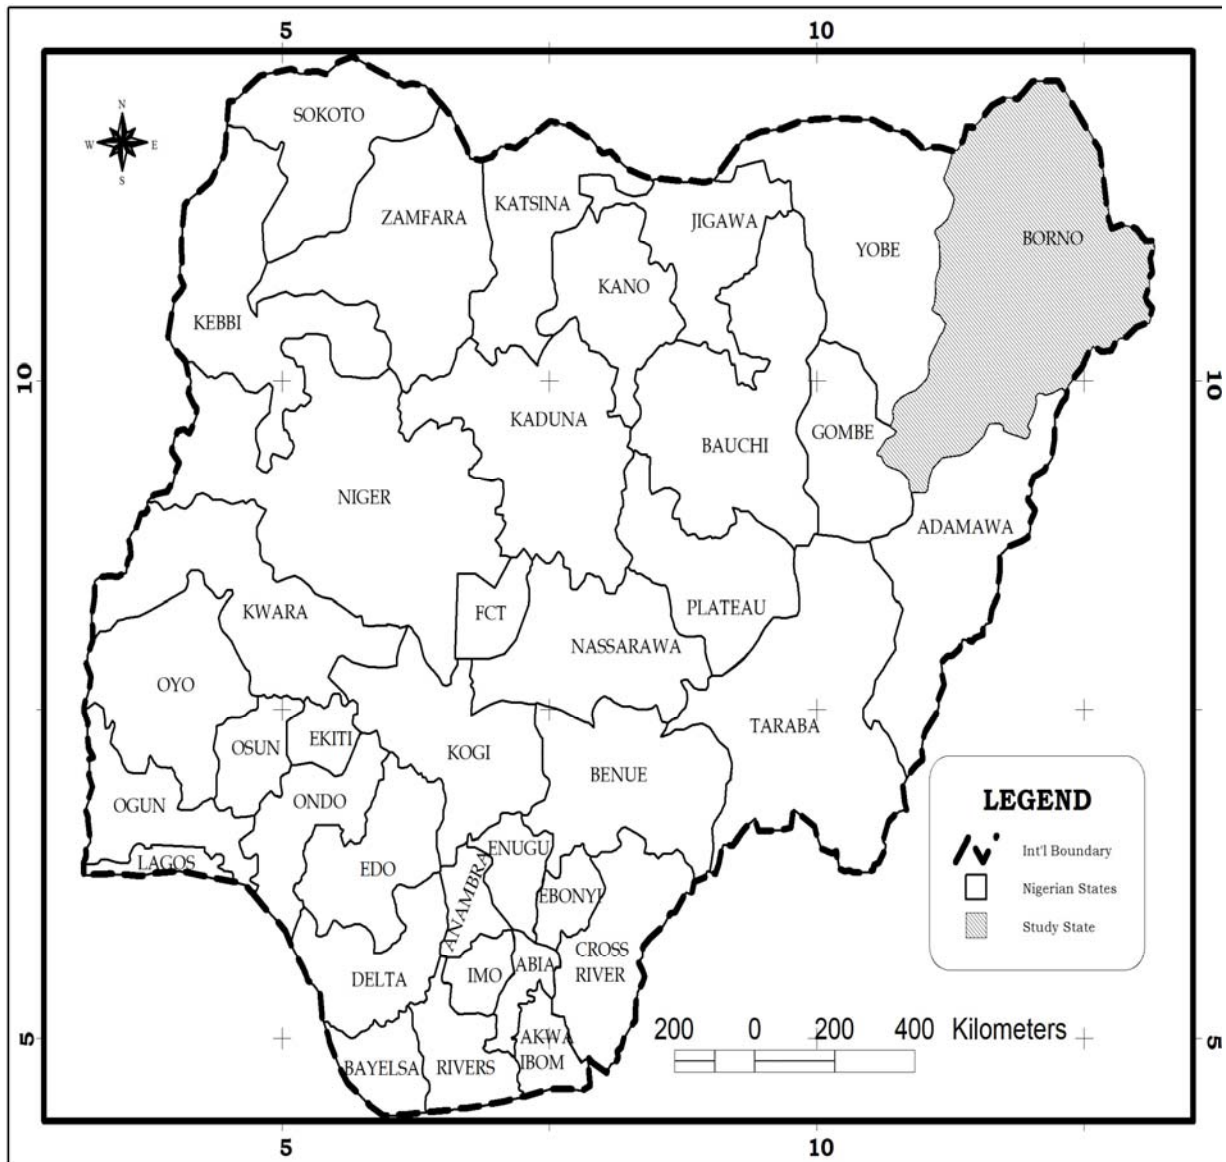 5 10
N
W E
S
SOKOTO
ZAMFARA
KATSINA
JIGAWA
YOBE
BORNO
KANO
KEBBI
10 10
KADUNA
BAUCHI
GOMBE
NIGER
ADAMAWA
KWARA
FCT
PLATEAU
NASSARAWA
OYO
TARABA
OSUN
EKITI
KOGI
BENUE
OGUN
ONDO
LAGOS
EDO
ENUGU
ANAMBRA
EBONYI
CROSS
RIVER
DELTA
IMO
ABIA
AKWA
IBOM
BAYELSA
RIVERS
LEGEND
Int'l Boundary
Nigerian States
Study State
200 0 200 400 Kilometers
5 5
5 10